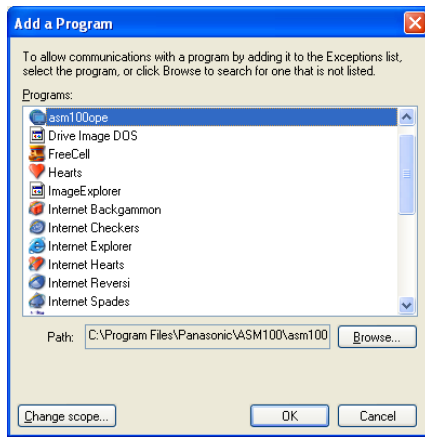 Add a Program
To allow communications with a program by adding it to the Exceptions list,
select the program, or click Browse to search for one that is not listed.
Programs:
asm100ope
Drive Image DOS
FreeCell
Hearts
ImageExplorer
Internet Backgammon
Internet Checkers
Internet Explorer
Internet Hearts
Internet Reversi
Internet Spades
Path: C:\Program Files\Panasonic\ASM100\asm100 Browse...
Change scope... OK Cancel